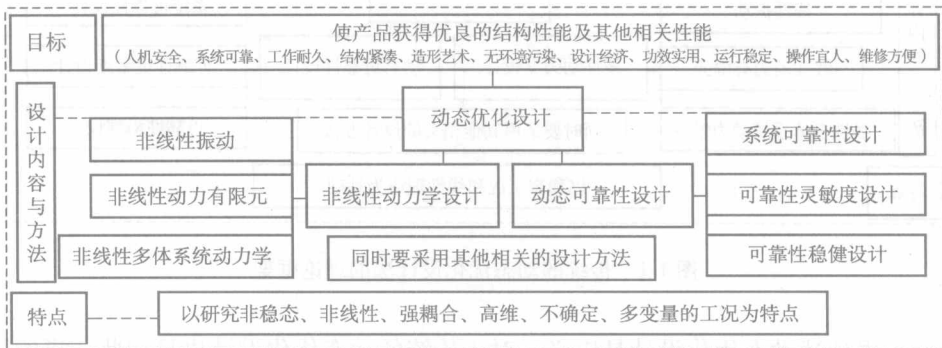 目标
使产品获得优良的结构性能及其他相关性能
(人机安全、系统可靠、工作耐久、结构紧凑、造形艺术、无环境污染、设计经济、功效实用、运行稳定、操作宜人、维修方便)
设计内容与方法
动态优化设计
非线性振动
系统可靠性设计
非线性动力有限元
非线性动力学设计
动态可靠性设计
可靠性灵敏度设计
非线性多体系统动力学
同时要采用其他相关的设计方法
可靠性稳健设计
特点
以研究非稳态、非线性、强耦合、高维、不确定、多变量的工况为特点